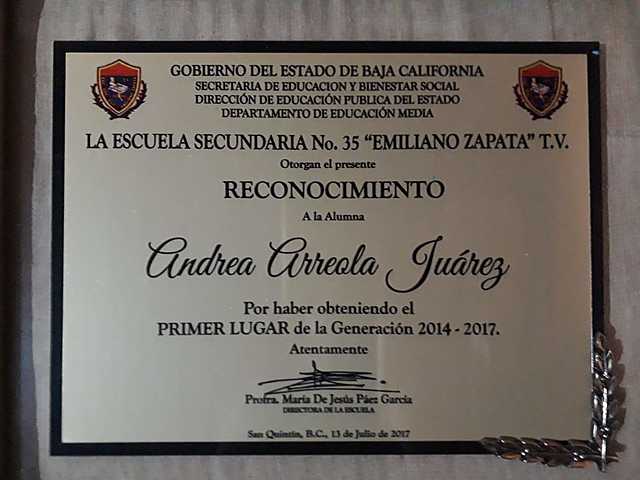 GOBIERNO DEL ESTADO DE BAJA CALIFORNIA
SECRETARIA DE EDUCACION Y BIENESTAR SOCIAL
DIRECCIÓN DE EDUCACIÓN PUBLICA DEL ESTADO
DEPARTAMENTO DE EDUCACIÓN MEDIA
LA ESCUELA SECUNDARIA No. 35 “EMILIANO ZAPATA” T.V.
Otorgan el presente
RECONOCIMIENTO
A la Alumna
Andrea Arreola Juárez
Por haber obteniendo el
PRIMER LUGAR de la Generación 2014 - 2017.
Atentamente
Profra. María De Jesús Páez García
DIRECTORA DE LA ESCUELA
San Quintín, B.C., 13 de Julio de 2017